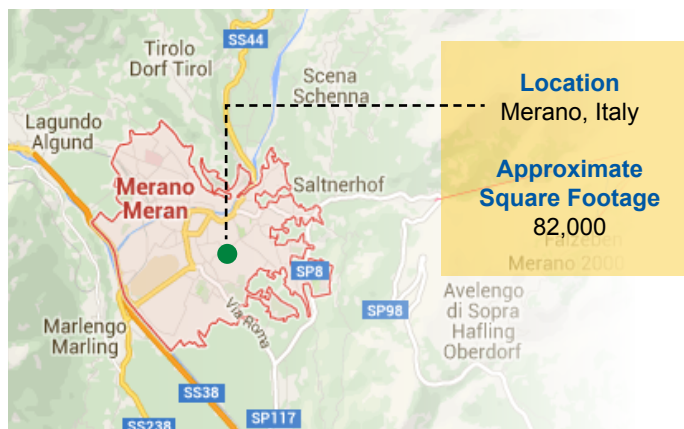 SS44
Tirolo
Dorf Tirol
Scena
Schenna
Location
Merano, Italy
Lagundo
Algund
Approximate
Square Footage
82,000
Merano
Meran
Saltnerhof
Falzeben
Merano 2000
SP8
Via Roma
SP98
Avelengo
di Sopra
Hafling
Oberdorf
Marlengo
Marling
SS38
SS238
SP117